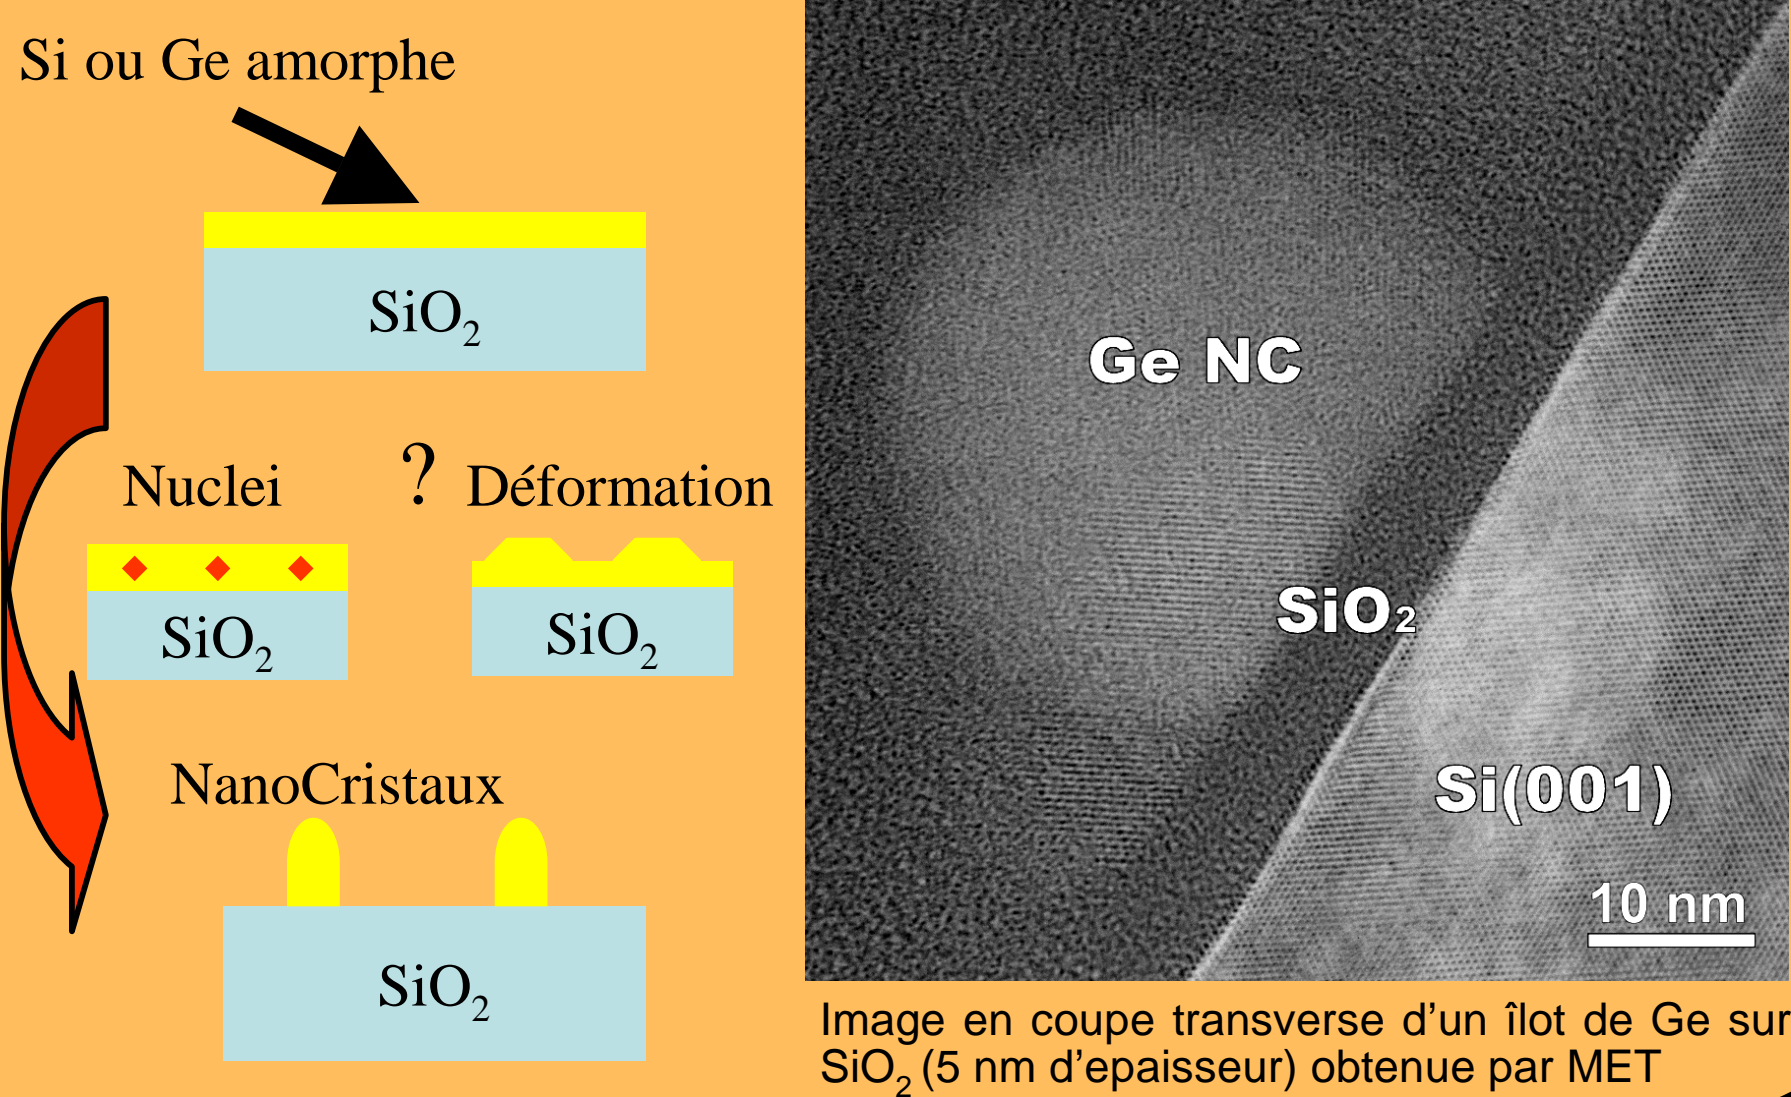 Si ou Ge amorphe
SiO₂
Nuclei
?
Déformation
SiO₂
SiO₂
NanoCristaux
SiO₂
Ge NC
SiO₂
Si(001)
10 nm
Image en coupe transverse d’un îlot de Ge sur
SiO₂ (5 nm d’epaisseur) obtenue par MET